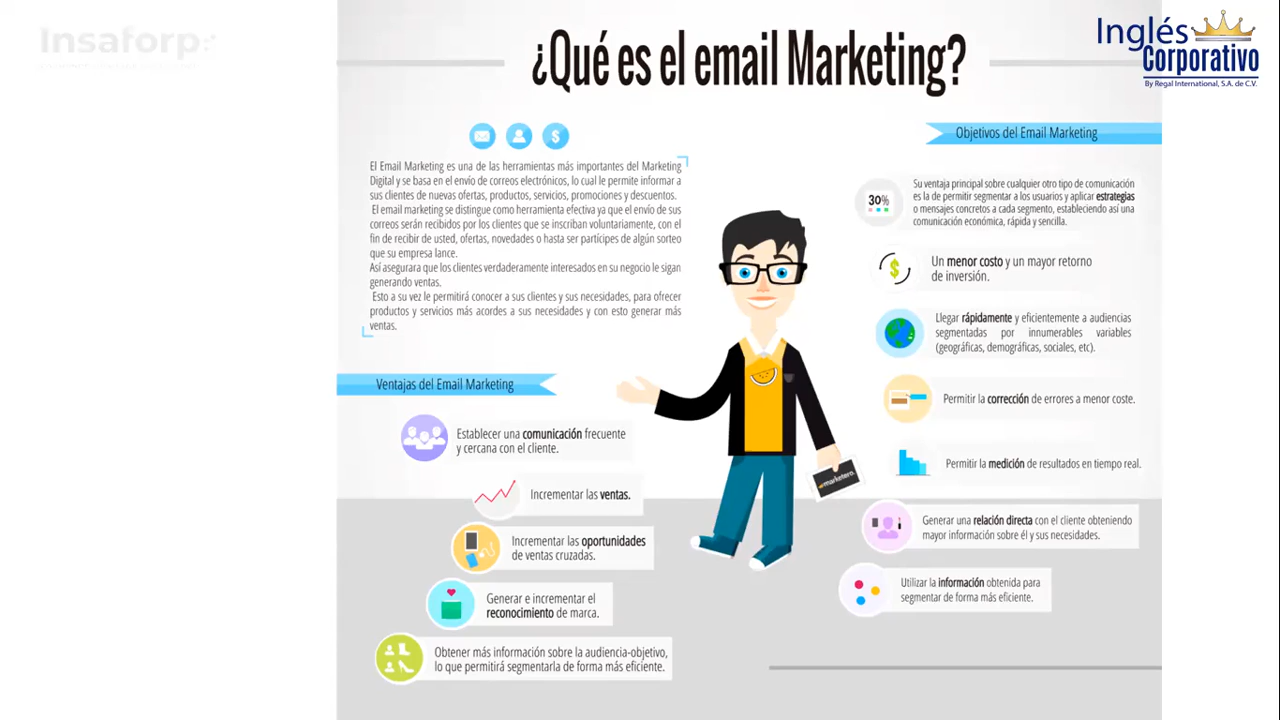 Insaforp
Inglés
Corporativo
By Regal International, S.A. de C.V.
¿Qué es el email Marketing?
El Email Marketing es una de las herramientas más importantes del Marketing
Digital y se basa en el envío de correos electrónicos, lo cual le permite informar a
sus clientes de nuevas ofertas, productos, servicios, promociones y descuentos.
El email marketing se distingue como herramienta efectiva ya que el envío de sus
correos serán recibidos por los clientes que se inscriban voluntariamente, con el
fin de recibir de usted, ofertas, novedades o hasta ser partícipes de algún sorteo
que su empresa lance.
Así asegurara que los clientes verdaderamente interesados en su negocio le sigan
generando ventas.
Esto a su vez le permitirá conocer a sus clientes y sus necesidades, para ofrecer
productos y servicios más acordes a sus necesidades y con esto generar más
ventas.
Ventajas del Email Marketing
Establecer una comunicación frecuente
y cercana con el cliente.
Incrementar las ventas.
Incrementar las oportunidades
de ventas cruzadas.
Generar e incrementar el
reconocimiento de marca.
Obtener más información sobre la audiencia-objetivo,
lo que permitirá segmentarla de forma más eficiente.
marketero.
Objetivos del Email Marketing
30%
Su ventaja principal sobre cualquier otro tipo de comunicación
es la de permitir segmentar a los usuarios y aplicar estrategias
o mensajes concretos a cada segmento, estableciendo así una
comunicación económica, rápida y sencilla.
$
Un menor costo y un mayor retorno
de inversión.
Llegar rápidamente y eficientemente a audiencias
segmentadas por innumerables variables
(geográficas, demográficas, sociales, etc).
Permitir la corrección de errores a menor coste.
Permitir la medición de resultados en tiempo real.
Generar una relación directa con el cliente obteniendo
mayor información sobre él y sus necesidades.
Utilizar la información obtenida para
segmentar de forma más eficiente.